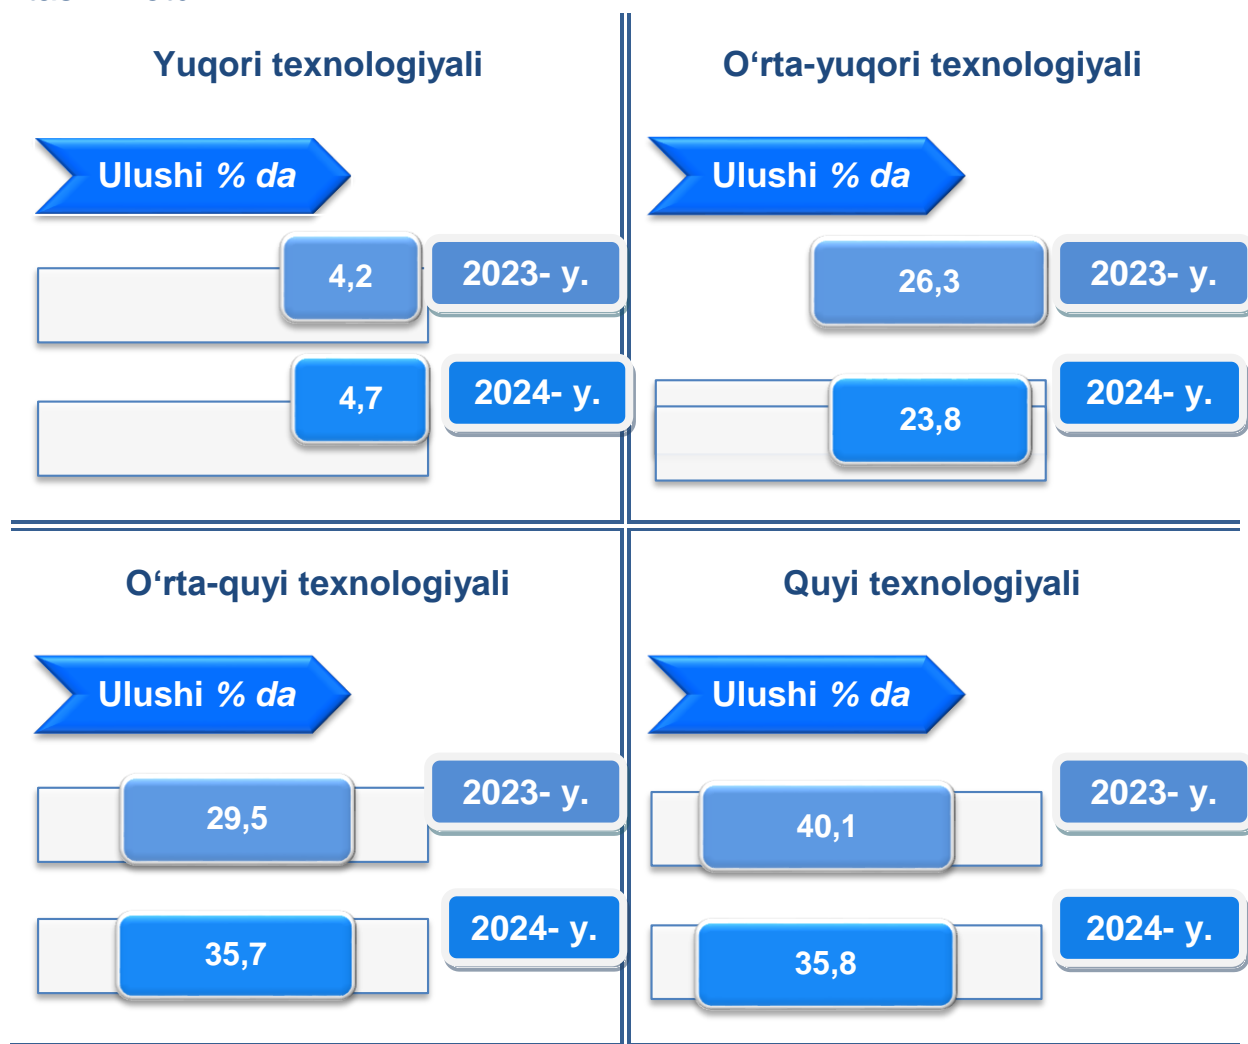 Yuqori texnologiyali
Ulushi % da
4,2
2023- y.
4,7
2024- y.
O‘rta-yuqori texnologiyali
Ulushi % da
26,3
2023- y.
23,8
2024- y.
O‘rta-quyi texnologiyali
Ulushi % da
29,5
2023- y.
35,7
2024- y.
Quyi texnologiyali
Ulushi % da
40,1
2023- y.
35,8
2024- y.